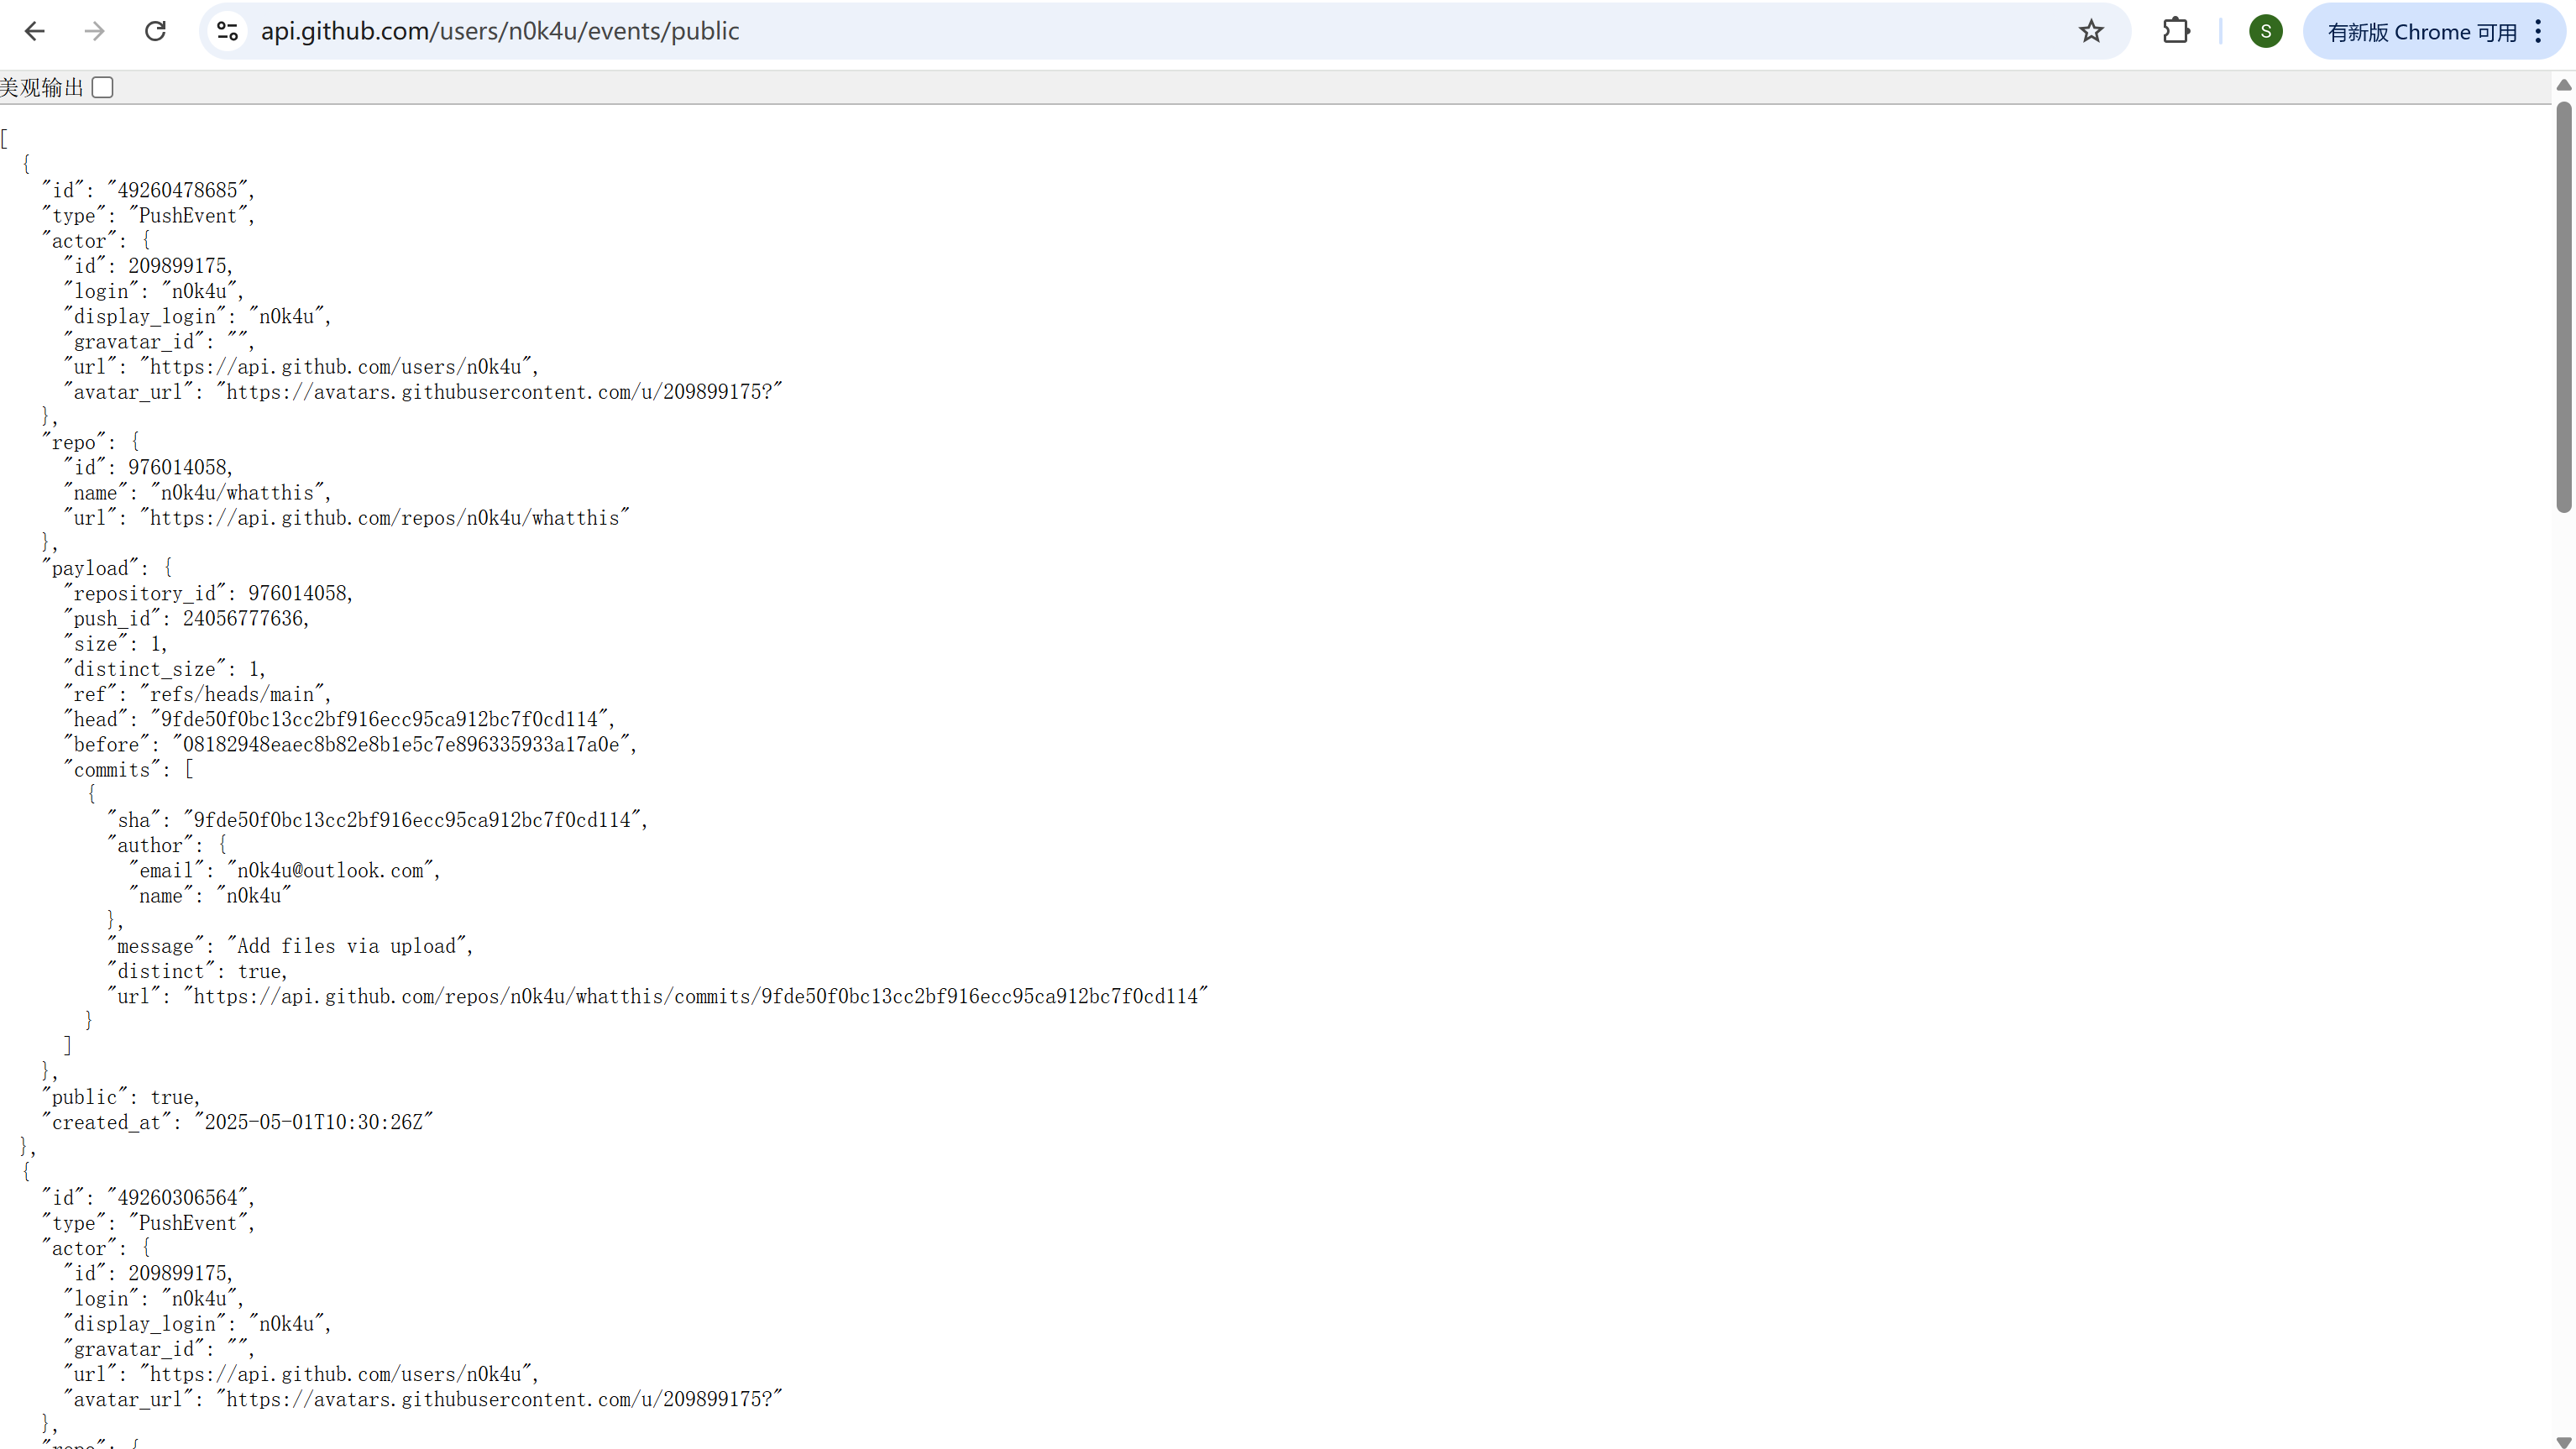 api.github.com/users/n0k4u/events/public
S
有新版 Chrome 可用
美观输出
[
  {
    "id": "49260478685",
    "type": "PushEvent",
    "actor": {
      "id": 209899175,
      "login": "n0k4u",
      "display_login": "n0k4u",
      "gravatar_id": "",
      "url": "https://api.github.com/users/n0k4u",
      "avatar_url": "https://avatars.githubusercontent.com/u/209899175?"
    },
    "repo": {
      "id": 976014058,
      "name": "n0k4u/whatthis",
      "url": "https://api.github.com/repos/n0k4u/whatthis"
    },
    "payload": {
      "repository_id": 976014058,
      "push_id": 24056777636,
      "size": 1,
      "distinct_size": 1,
      "ref": "refs/heads/main",
      "head": "9fde50f0bc13cc2bf916ecc95ca912bc7f0cd114",
      "before": "08182948eaec8b82e8b1e5c7e896335933a17a0e",
      "commits": [
        {
          "sha": "9fde50f0bc13cc2bf916ecc95ca912bc7f0cd114",
          "author": {
            "email": "n0k4u@outlook.com",
            "name": "n0k4u"
          },
          "message": "Add files via upload",
          "distinct": true,
          "url": "https://api.github.com/repos/n0k4u/whatthis/commits/9fde50f0bc13cc2bf916ecc95ca912bc7f0cd114"
        }
      ]
    },
    "public": true,
    "created_at": "2025-05-01T10:30:26Z"
  },
  {
    "id": "49260306564",
    "type": "PushEvent",
    "actor": {
      "id": 209899175,
      "login": "n0k4u",
      "display_login": "n0k4u",
      "gravatar_id": "",
      "url": "https://api.github.com/users/n0k4u",
      "avatar_url": "https://avatars.githubusercontent.com/u/209899175?"
    },
    "repo": {